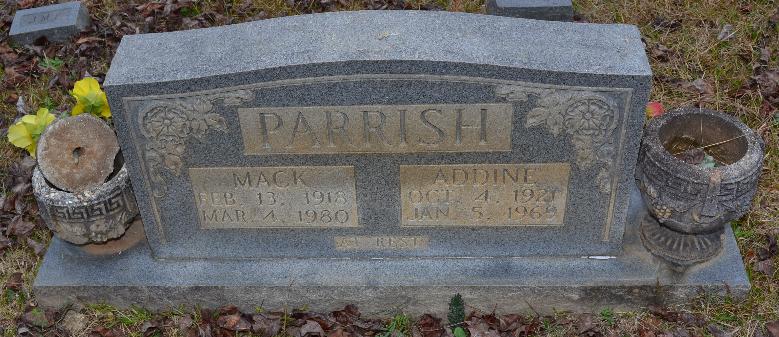 PARRISH
MACK
FEB. 13, 1918
MAR. 4, 1980
ADDINE
OCT. 4, 1921
JAN. 5, 1969
AT REST